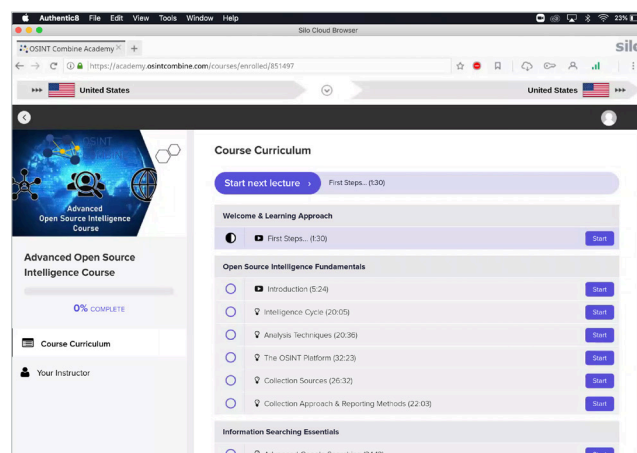 Authentic8 File Edit View Tools Window Help 23%
Silo Cloud Browser
OSINT Combine Academy × +
silo
https://academy.osintcombine.com/courses/enrolled/851497
United States
United States
OSINT
COMBINE
Advanced
Open Source Intelligence
Course
Advanced Open Source
Intelligence Course
0% COMPLETE
Course Curriculum
Your Instructor
Course Curriculum
Start next lecture › First Steps... (1:30)
Welcome & Learning Approach
First Steps... (1:30) Start
Open Source Intelligence Fundamentals
Introduction (5:24) Start
Intelligence Cycle (20:05) Start
Analysis Techniques (20:36) Start
The OSINT Platform (32:23) Start
Collection Sources (26:32) Start
Collection Approach & Reporting Methods (22:03) Start
Information Searching Essentials